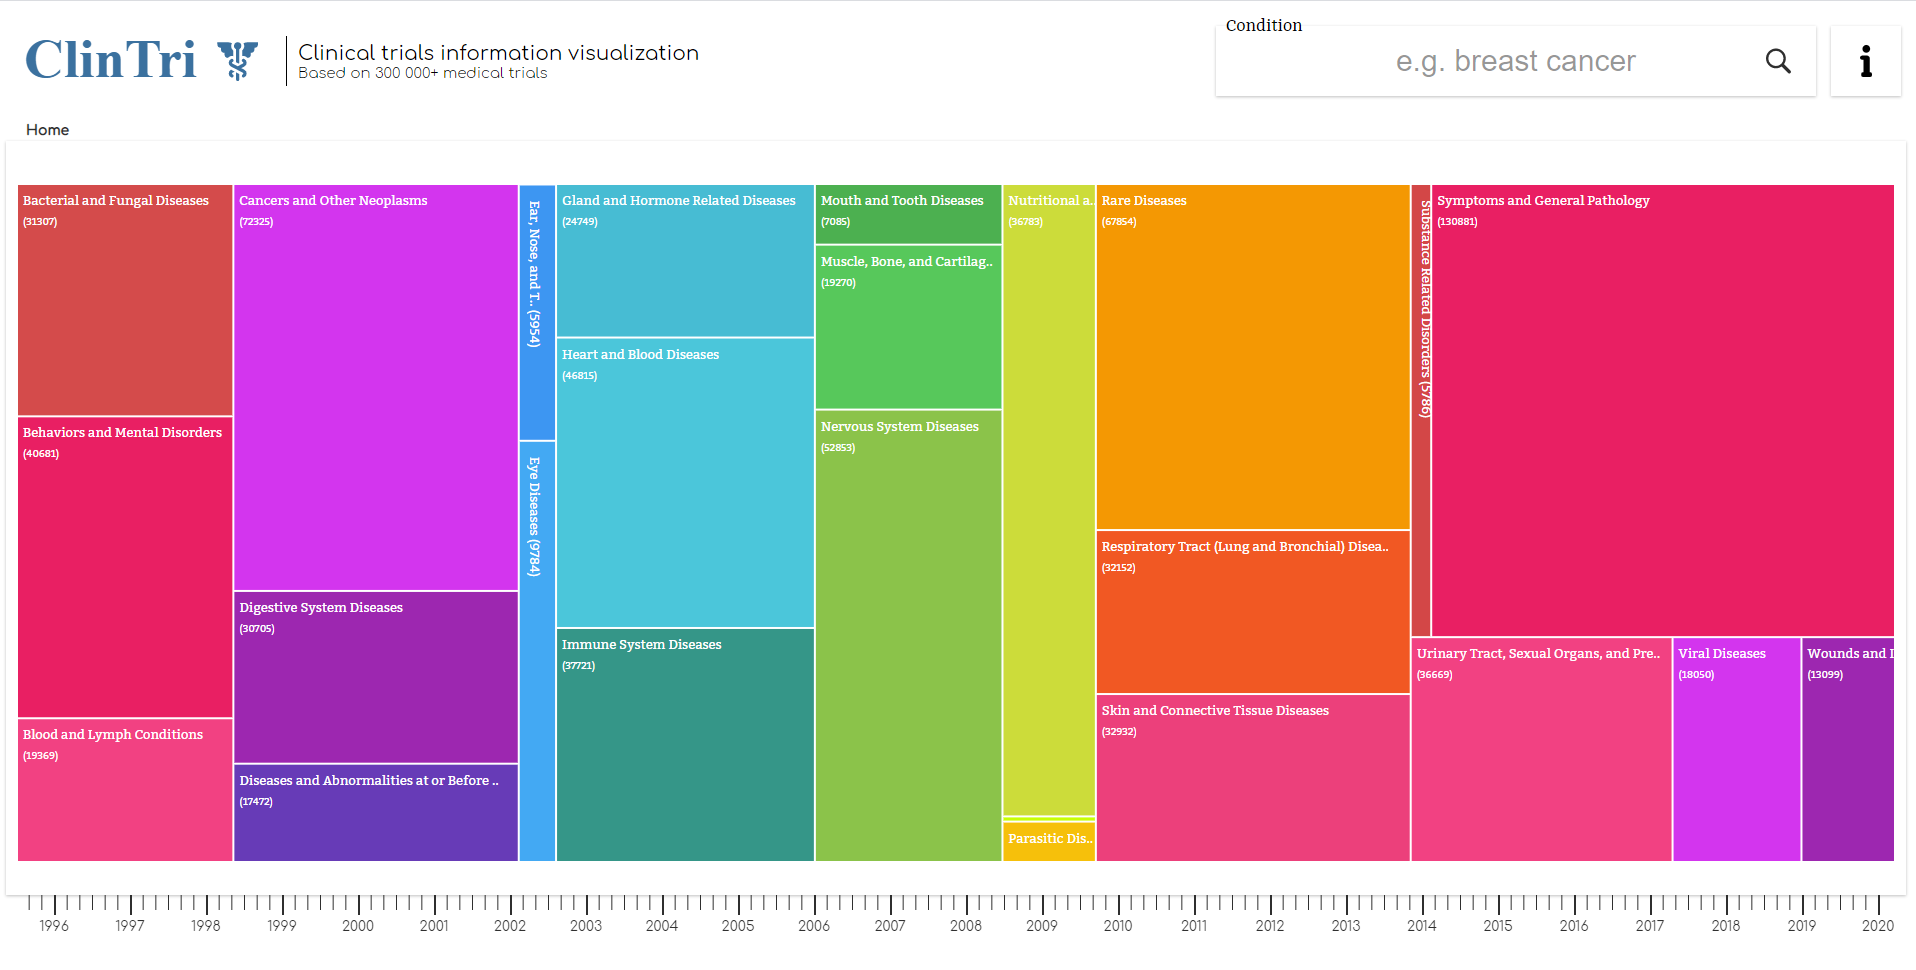 ClinTri
Clinical trials information visualization
Based on 300 000+ medical trials
Condition
e.g. breast cancer
Home
Bacterial and Fungal Diseases
(31307)
Behaviors and Mental Disorders
(40681)
Blood and Lymph Conditions
(19369)
Cancers and Other Neoplasms
(72325)
Digestive System Diseases
(30705)
Diseases and Abnormalities at or Before ..
(17472)
Ear, Nose, and T.. (5954)
Eye Diseases (9784)
Gland and Hormone Related Diseases
(24749)
Heart and Blood Diseases
(46815)
Immune System Diseases
(37721)
Mouth and Tooth Diseases
(7085)
Muscle, Bone, and Cartilag..
(19270)
Nervous System Diseases
(52853)
Nutritional a..
(36783)
Parasitic Dis..
Rare Diseases
(67854)
Respiratory Tract (Lung and Bronchial) Disea..
(32152)
Skin and Connective Tissue Diseases
(32932)
Substance Related Disorders (5786)
Symptoms and General Pathology
(130881)
Urinary Tract, Sexual Organs, and Pre..
(36669)
Viral Diseases
(18050)
Wounds and I
(13099)
1996 1997 1998 1999 2000 2001 2002 2003 2004 2005 2006 2007 2008 2009 2010 2011 2012 2013 2014 2015 2016 2017 2018 2019 2020